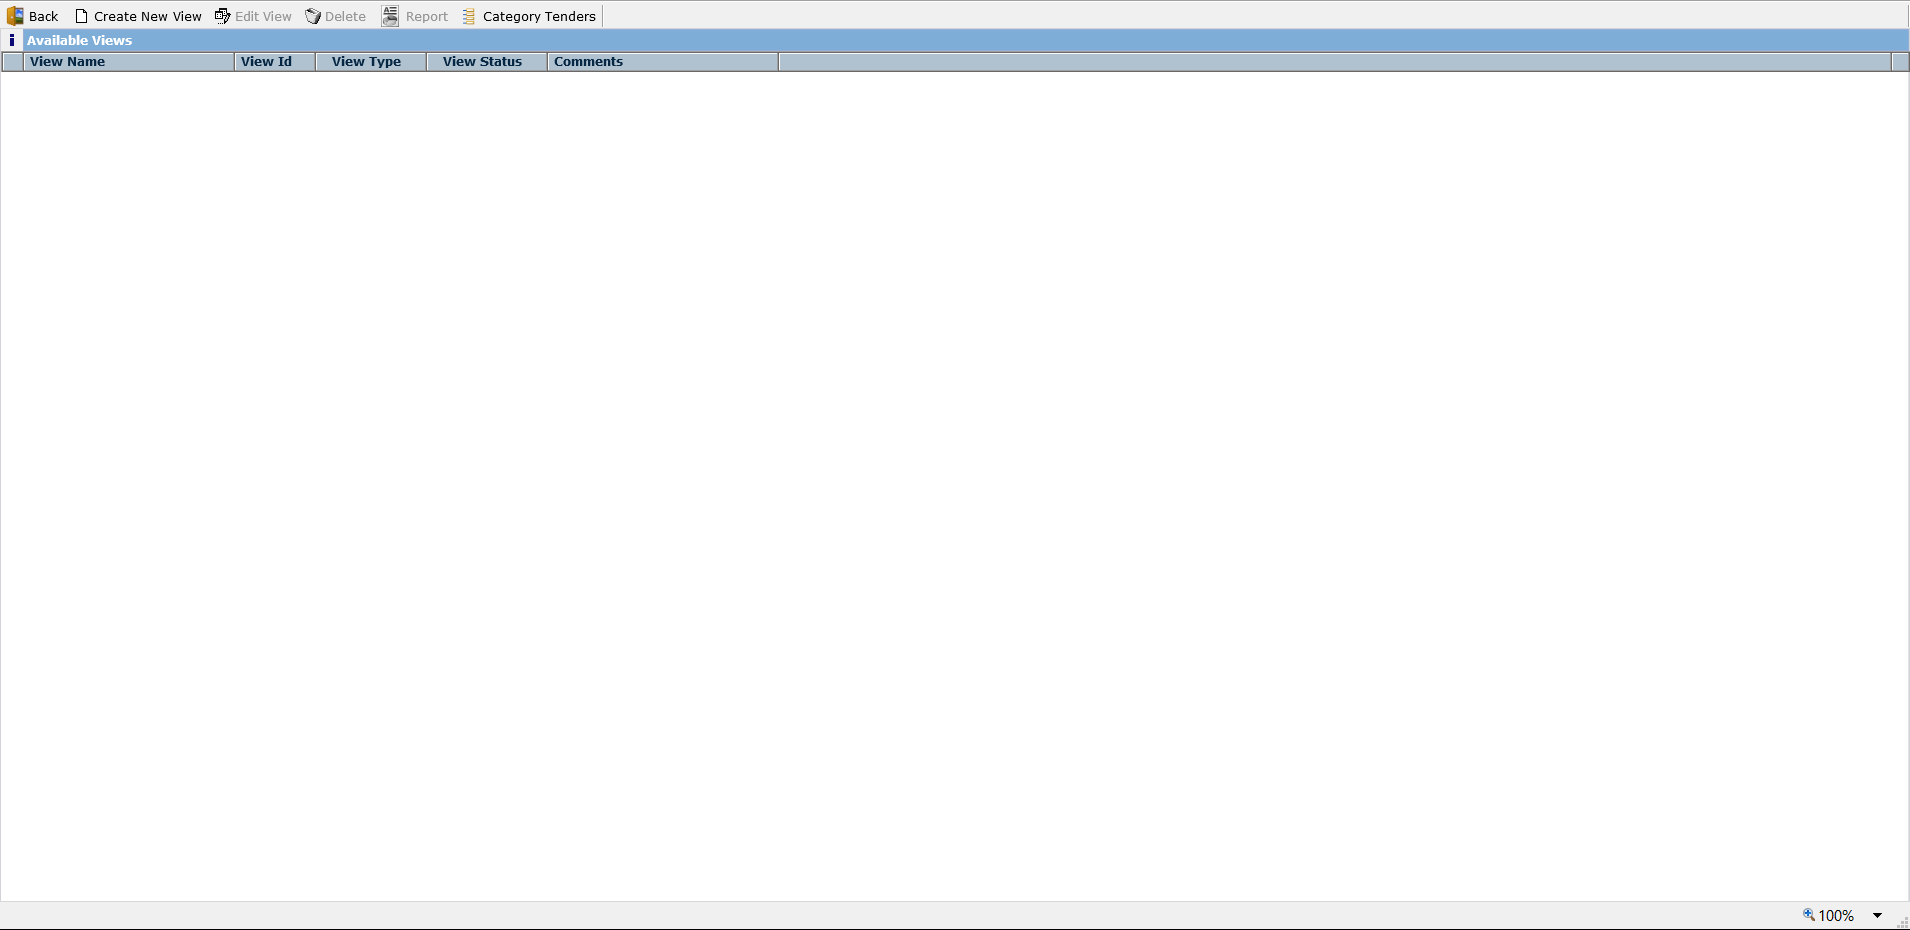 Back Create New View Edit View Delete Report Category Tenders
i Available Views
View Name View Id View Type View Status Comments
100%